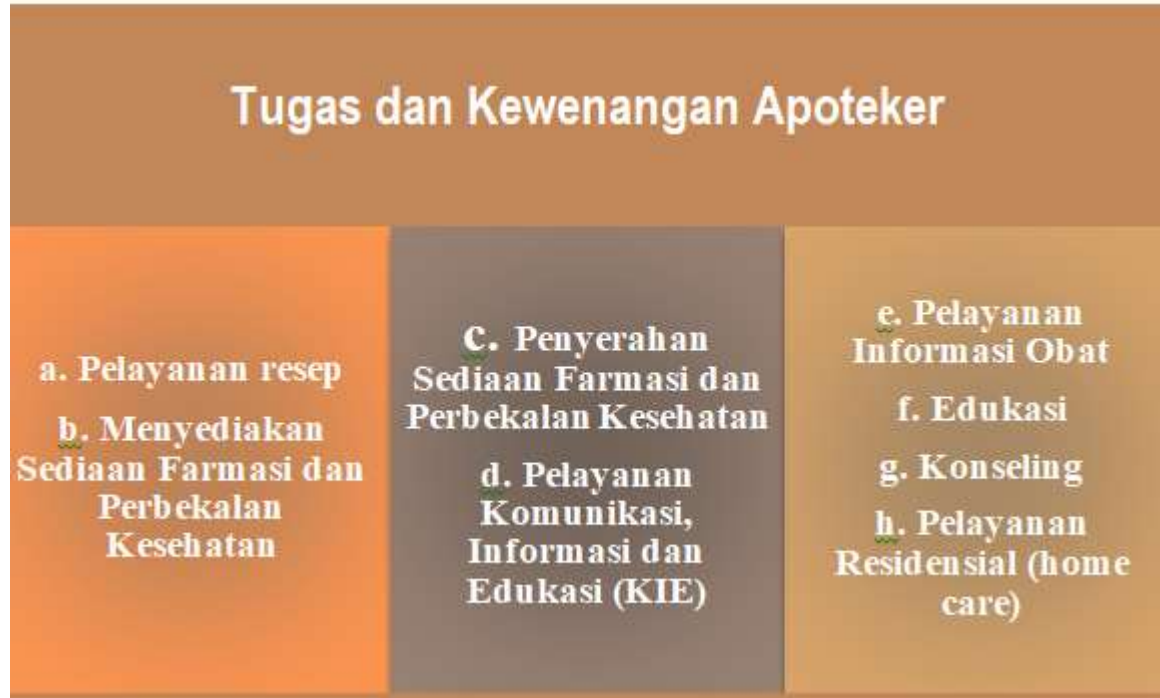 Tugas dan Kewenangan Apoteker
a. Pelayanan resep
b. Menyediakan
Sediaan Farmasi dan
Perbekalan
Kesehatan
c. Penyerahan
Sediaan Farmasi dan
Perbekalan Kesehatan
d. Pelayanan
Komunikasi,
Informasi dan
Edukasi (KIE)
e. Pelayanan
Informasi Obat
f. Edukasi
g. Konseling
h. Pelayanan
Residensial (home
care)